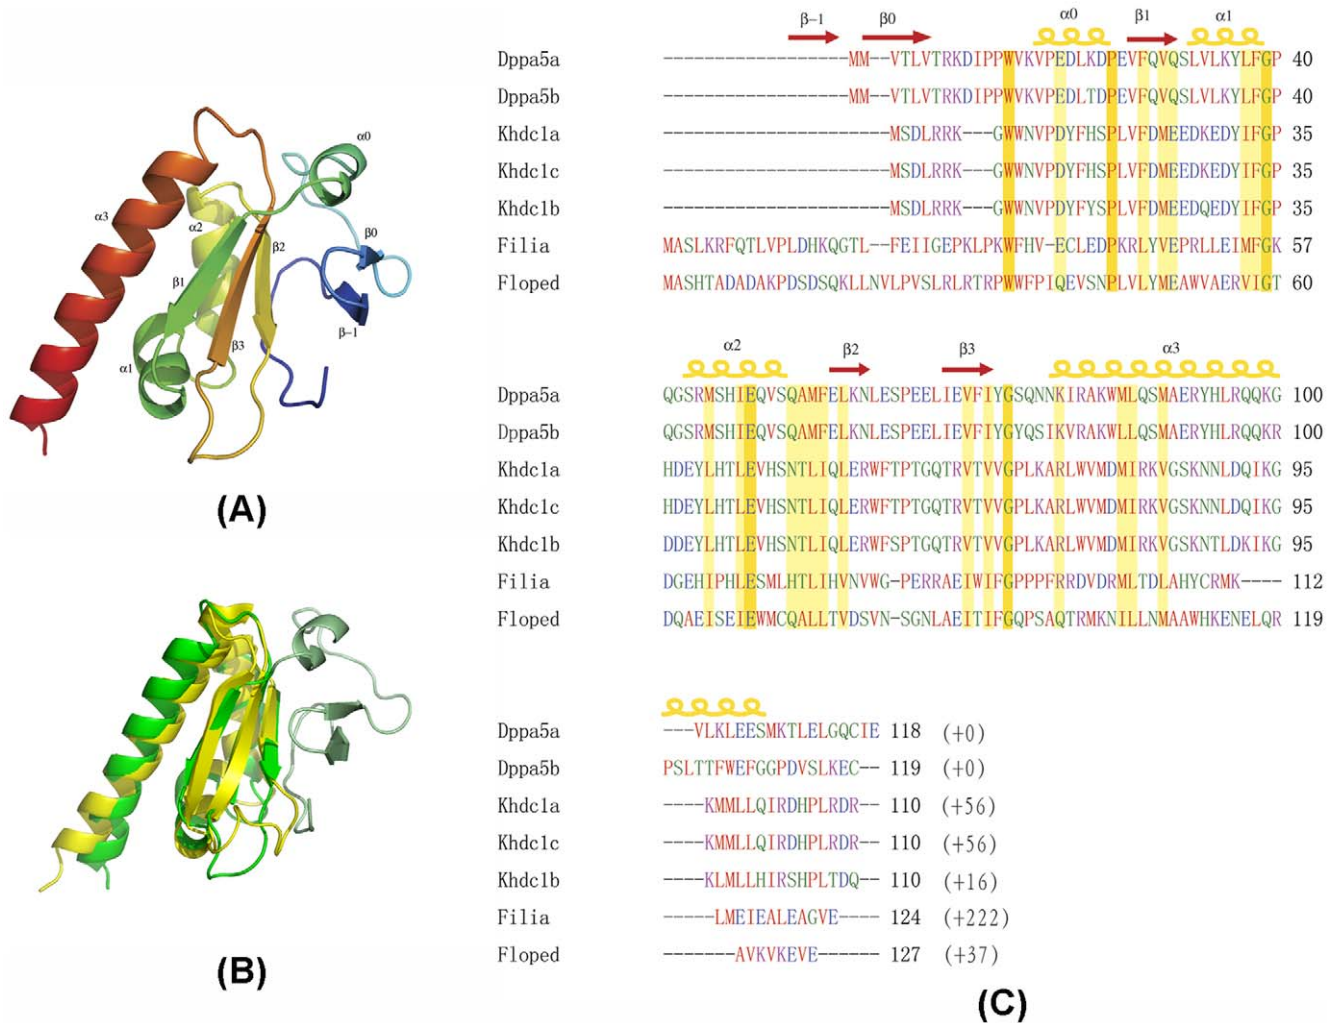 α0
α3
α2
β0
β2
β1
β-1
β3
α1
(A)
(B)
β-1 β0 α0 β1 α1
Dppa5a ------------------MM--VTLVTRKDIPPWVKVPEDLKDPEVFQVQSLVLKYLFGP 40
Dppa5b ------------------MM--VTLVTRKDIPPWVKVPEDLTDPEVFQVQSLVLKYLFGP 40
Khdc1a ----------------------MSDLRRK---GWWNVPDYFHSPLVFDMEEDKEDYIFGP 35
Khdc1c ----------------------MSDLRRK---GWWNVPDYFHSPLVFDMEEDKEDYIFGP 35
Khdc1b ----------------------MSDLRRK---GWWNVPDYFYSPLVFDMEEDQEDYIFGP 35
Filia MASLKRFQTLVPLDHKQGTL--FEIIGEPKLPKWFHV-ECLEDPKRLYVEPRLLEIMFGK 57
Floped MASHTADADAKPDSDSQKLLNVLPVSLRLRTRPWWFPIQEVSNPLVLYMEAWVAERVIGT 60
α2 β2 β3 α3
Dppa5a QGSRMSHIEQVSQAMFELKNLESPEELIEVFIYGSQNNKIRAKWMLQSMAERYHLRQQKG 100
Dppa5b QGSRMSHIEQVSQAMFELKNLESPEELIEVFIYGYQSIKVRAKWLLQSMAERYHLRQQKR 100
Khdc1a HDEYLHTLEVHSNTLIQLERWFTPTGQTRVTVVGPLKARLWVMDMIRKVGSKNNLDQIKG 95
Khdc1c HDEYLHTLEVHSNTLIQLERWFTPTGQTRVTVVGPLKARLWVMDMIRKVGSKNNLDQIKG 95
Khdc1b DDEYLHTLEVHSNTLIQLERWFSPTGQTRVTVVGPLKARLWVMDMIRKVGSKNTLDKIKG 95
Filia DGEHIPHLESMLHTLIHVNVWG-PERRAEIWIFGPPPFRRDVDRMLTDLAHYCRMK---- 112
Floped DQAEISEIEWMCQALLTVDSVN-SGNLAEITIFGQPSAQTRMKNILLNMAAWHKENELQR 119
Dppa5a ---VLKLEESMKTLELGQCIE 118 (+0)
Dppa5b PSLTTFWEFGGPDVSLKEC-- 119 (+0)
Khdc1a ----KMMLLQIRDHPLRDR-- 110 (+56)
Khdc1c ----KMMLLQIRDHPLRDR-- 110 (+56)
Khdc1b ----KLMLLHIRSHPLTDQ-- 110 (+16)
Filia -----LMEIEALEAGVE---- 124 (+222)
Floped -------AVKVKEVE------ 127 (+37)
(C)